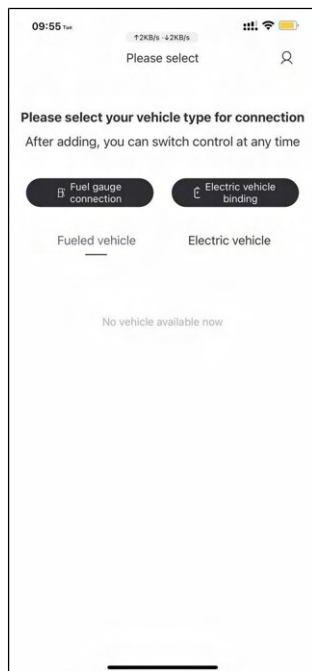 09:55 Tue
↑2KB/s ·↓2KB/s
Please select
Please select your vehicle type for connection
After adding, you can switch control at any time
Fuel gauge
connection
Electric vehicle
binding
Fueled vehicle
Electric vehicle
No vehicle available now